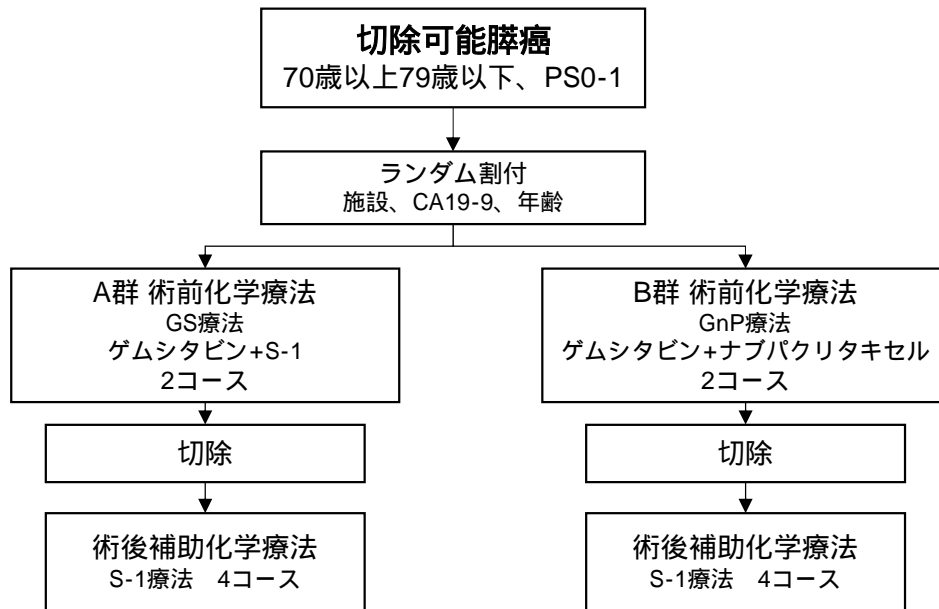 切除可能膵癌
70歳以上79歳以下、PS0-1
ランダム割付
施設、CA19-9、年齢
A群 術前化学療法
GS療法
ゲムシタビン+S-1
2コース
B群 術前化学療法
GnP療法
ゲムシタビン+ナブパクリタキセル
2コース
切除
切除
術後補助化学療法
S-1療法　4コース
術後補助化学療法
S-1療法　4コース